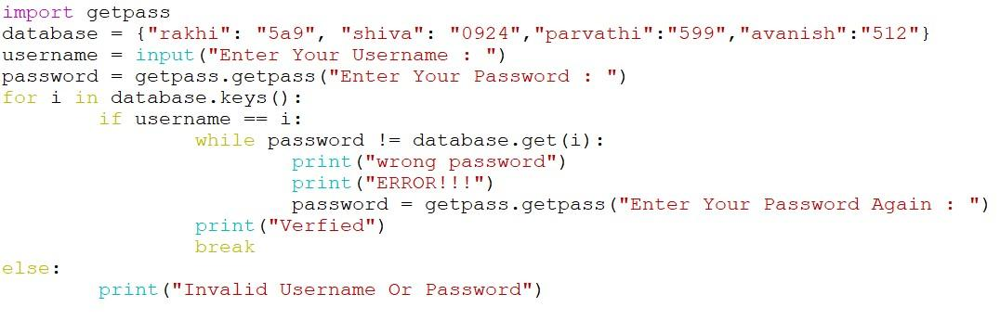 import getpass
database = {"rakhi": "5a9", "shiva": "0924","parvathi":"599","avanish":"512"}
username = input("Enter Your Username : ")
password = getpass.getpass("Enter Your Password : ")
for i in database.keys():
        if username == i:
                while password != database.get(i):
                        print("wrong password")
                        print("ERROR!!!")
                        password = getpass.getpass("Enter Your Password Again : ")
                print("Verfied")
                break
else:
        print("Invalid Username Or Password")